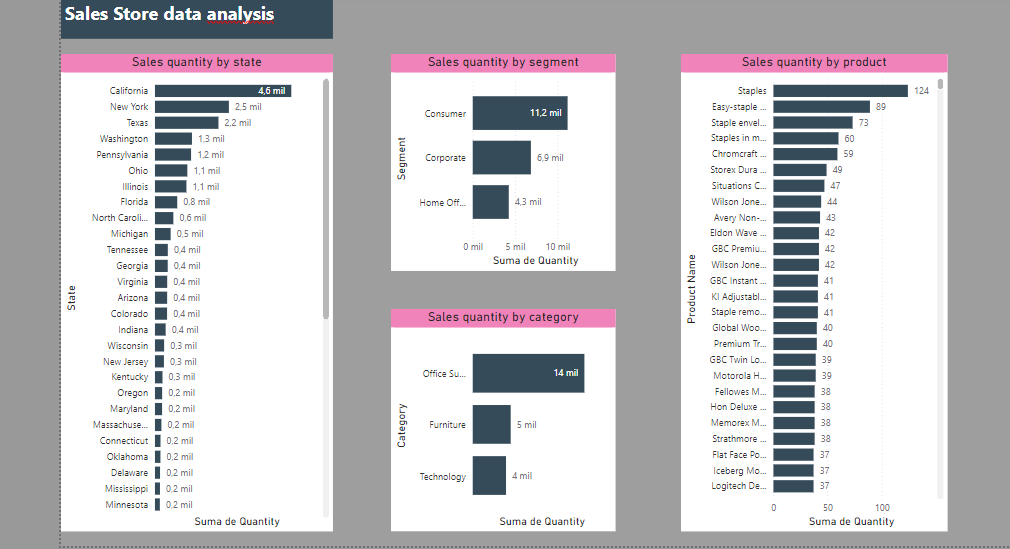 Sales Store data analysis
Sales quantity by state
State
California 4,6 mil
New York 2,5 mil
Texas 2,2 mil
Washington 1,3 mil
Pennsylvania 1,2 mil
Ohio 1,1 mil
Illinois 1,1 mil
Florida 0,8 mil
North Caroli... 0,6 mil
Michigan 0,5 mil
Tennessee 0,4 mil
Georgia 0,4 mil
Virginia 0,4 mil
Arizona 0,4 mil
Colorado 0,4 mil
Indiana 0,4 mil
Wisconsin 0,3 mil
New Jersey 0,3 mil
Kentucky 0,3 mil
Oregon 0,2 mil
Maryland 0,2 mil
Massachuse... 0,2 mil
Connecticut 0,2 mil
Oklahoma 0,2 mil
Delaware 0,2 mil
Mississippi 0,2 mil
Minnesota 0,2 mil
Suma de Quantity
Sales quantity by segment
Segment
Consumer 11,2 mil
Corporate 6,9 mil
Home Off... 4,3 mil
0 mil 5 mil 10 mil
Suma de Quantity
Sales quantity by category
Category
Office Su... 14 mil
Furniture 5 mil
Technology 4 mil
Suma de Quantity
Sales quantity by product
Product Name
Staples 124
Easy-staple ... 89
Staple envel... 73
Staples in m... 60
Chromcraft ... 59
Storex Dura ... 49
Situations C... 47
Wilson Jone... 44
Avery Non-... 43
Eldon Wave ... 42
GBC Premiu... 42
Wilson Jone... 42
GBC Instant ... 41
KI Adjustabl... 41
Staple remo... 41
Global Woo... 40
Premium Tr... 40
GBC Twin Lo... 39
Motorola H... 39
Fellowes M... 38
Hon Deluxe ... 38
Memorex M... 38
Strathmore ... 38
Flat Face Po... 37
Iceberg Mo... 37
Logitech De... 37
0 50 100
Suma de Quantity